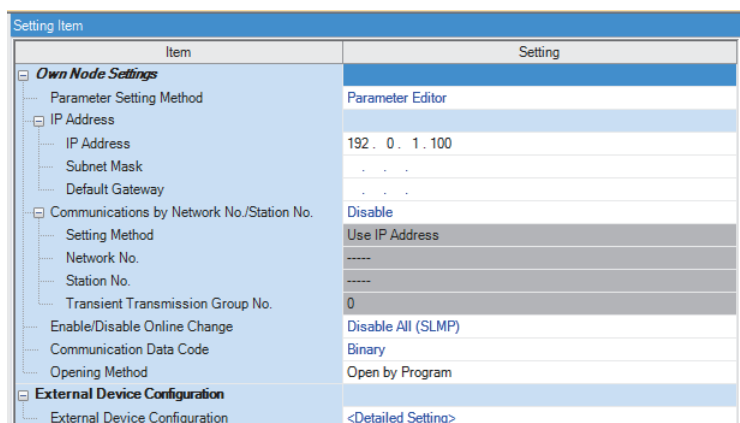 Setting Item
Item Setting
Own Node Settings
Parameter Setting Method Parameter Editor
IP Address
IP Address 192 . 0 . 1 . 100
Subnet Mask . . .
Default Gateway . . .
Communications by Network No./Station No. Disable
Setting Method Use IP Address
Network No. -----
Station No. -----
Transient Transmission Group No. 0
Enable/Disable Online Change Disable All (SLMP)
Communication Data Code Binary
Opening Method Open by Program
External Device Configuration
External Device Configuration <Detailed Setting>